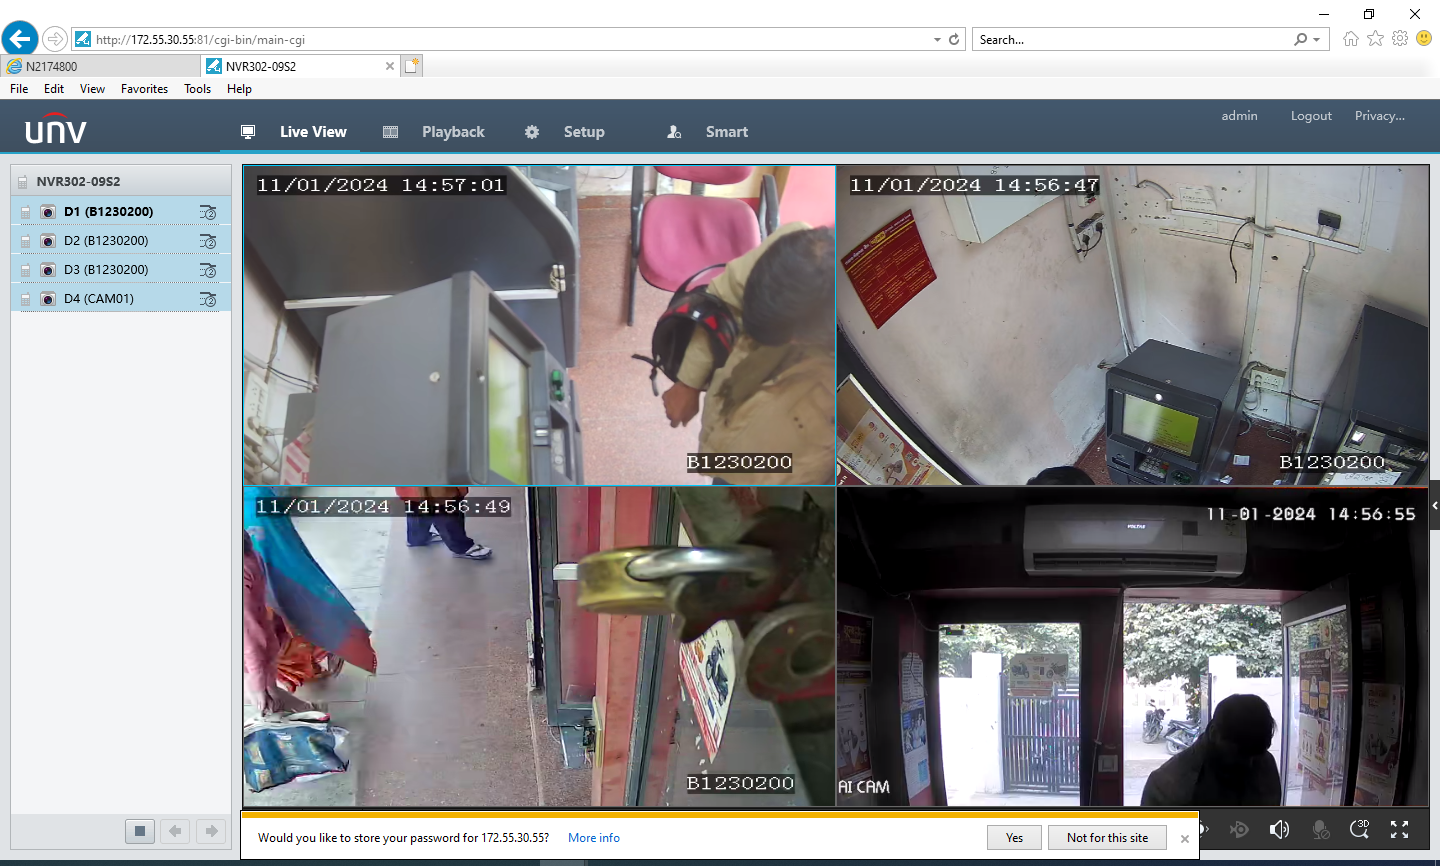 http://172.55.30.55:81/cgi-bin/main-cgi
Search...
N2174800
NVR302-09S2
File Edit View Favorites Tools Help
unv
Live View
Playback
Setup
Smart
admin
Logout
Privacy...
NVR302-09S2
D1 (B1230200)
D2 (B1230200)
D3 (B1230200)
D4 (CAM01)
11/01/2024 14:57:01
B1230200
11/01/2024 14:56:47
B1230200
11/01/2024 14:56:49
B1230200
11-01-2024 14:56:55
VOLTAS
AI CAM
Would you like to store your password for 172.55.30.55?
More info
Yes
Not for this site
3D